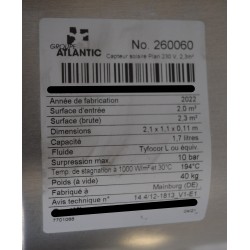 GROUPE
ATLANTIC
No. 260060
Capteur solaire Plan 230 V, 2.3m²
Année de fabrication 2022
Surface d'entrée 2.0 m²
Surface (brute) 2.3 m²
Dimensions 2,1 x 1,1 x 0,11 m
Capacité 1,7 litres
Fluide Tyfocor L ou équiv.
Surpression max. 10 bar
Temp. de stagnation à 1000 W/m² et 30°C 194°C
Poids (à vide) 40 kg
Fabriqué à Mainburg (DE)
Avis technique n° 14.4/12-1813_V1-E1